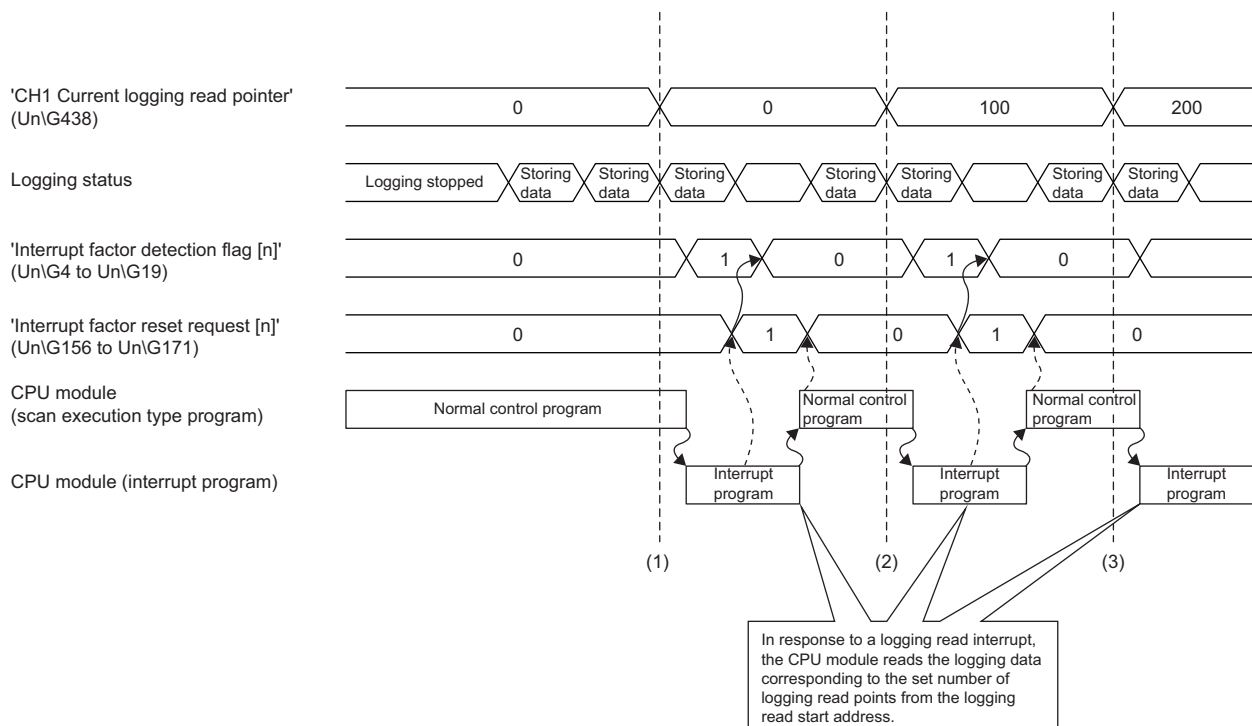 'CH1 Current logging read pointer'
(Un\G438)
0
0
100
200
Logging status
Logging stopped
Storing
data
Storing
data
Storing
data
Storing
data
Storing
data
Storing
data
Storing
data
'Interrupt factor detection flag [n]'
(Un\G4 to Un\G19)
0
1
0
1
0
'Interrupt factor reset request [n]'
(Un\G156 to Un\G171)
0
1
0
1
0
CPU module
(scan execution type program)
Normal control program
Normal control
program
Normal control
program
CPU module (interrupt program)
Interrupt
program
Interrupt
program
Interrupt
program
(1)
(2)
(3)
In response to a logging read interrupt,
the CPU module reads the logging data
corresponding to the set number of
logging read points from the logging
read start address.